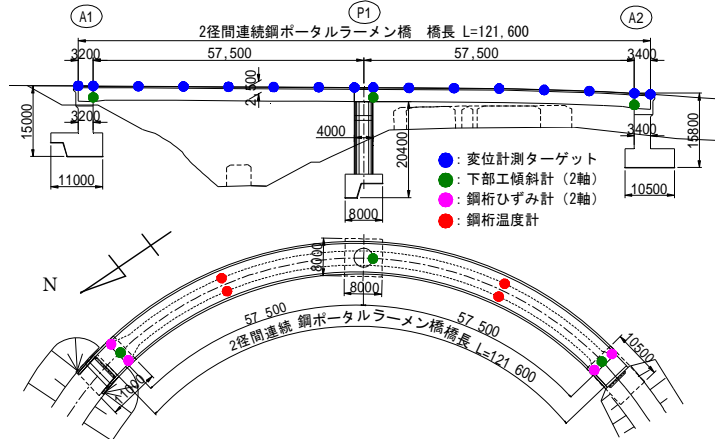 A1
P1
A2
2径間連続鋼ポータルラーメン橋 橋長 L=121,600
3200
57,500
57,500
3400
2,500
15000
3200
4000
20400
3400
15800
11000
8000
10500
: 変位計測ターゲット
: 下部工傾斜計（2軸）
: 鋼桁ひずみ計（2軸）
: 鋼桁温度計
N
8000
8000
57 500
57 500
2径間連続 鋼ポータルラーメン橋橋長 L=121 600
11000
10500